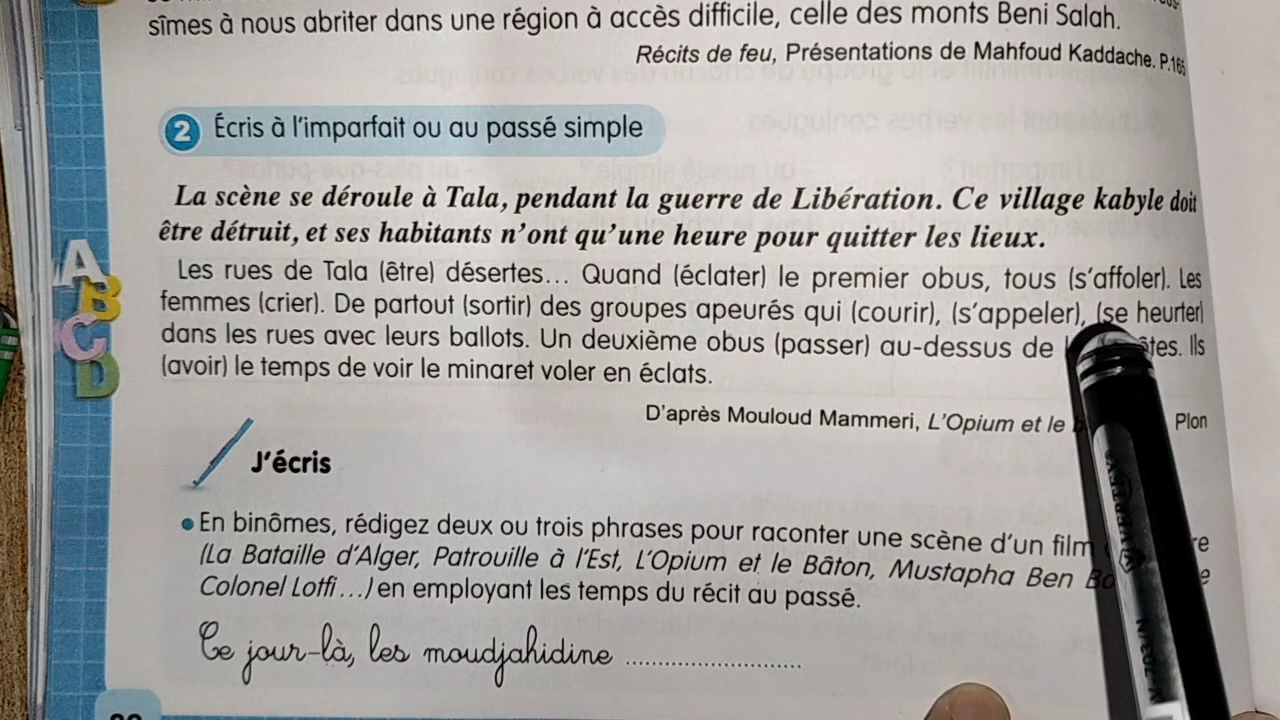 sîmes à nous abriter dans une région à accès difficile, celle des monts Beni Salah.
Récits de feu, Présentations de Mahfoud Kaddache. P.165
2 Écris à l'imparfait ou au passé simple
La scène se déroule à Tala, pendant la guerre de Libération. Ce village kabyle doit
être détruit, et ses habitants n'ont qu'une heure pour quitter les lieux.
Les rues de Tala (être) désertes... Quand (éclater) le premier obus, tous (s'affoler). Les
femmes (crier). De partout (sortir) des groupes apeurés qui (courir), (s'appeler), (se heurter)
dans les rues avec leurs ballots. Un deuxième obus (passer) au-dessus de Ils
(avoir) le temps de voir le minaret voler en éclats.
D'après Mouloud Mammeri, L'Opium et le Plon
A
B
C
D
J'écris
• En binômes, rédigez deux ou trois phrases pour raconter une scène d'un film
(La Bataille d'Alger, Patrouille à l'Est, L'Opium et le Bâton, Mustapha Ben
Colonel Lotfi...) en employant les temps du récit au passé.
Ce jour-là, les moudjahidine ..........................